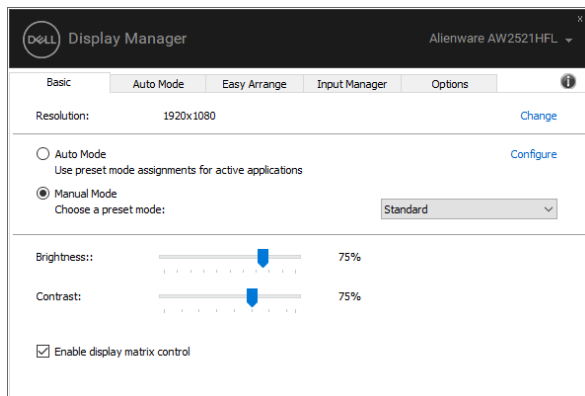 DELL Display Manager Alienware AW2521HFL
x
Basic Auto Mode Easy Arrange Input Manager Options i
Resolution: 1920x1080 Change
Auto Mode Configure
Use preset mode assignments for active applications
Manual Mode
Choose a preset mode: Standard
Brightness:: 75%
Contrast: 75%
Enable display matrix control